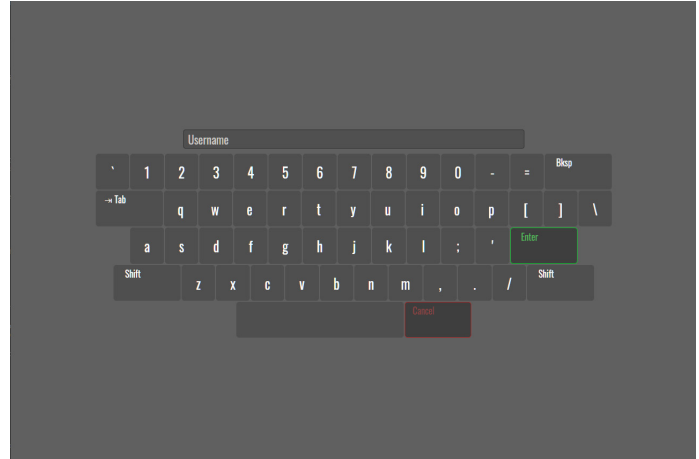 Username
` 1 2 3 4 5 6 7 8 9 0 - = Bksp
⇥ Tab q w e r t y u i o p [ ] \
a s d f g h j k l ; ' Enter
Shift z x c v b n m , . / Shift
Cancel